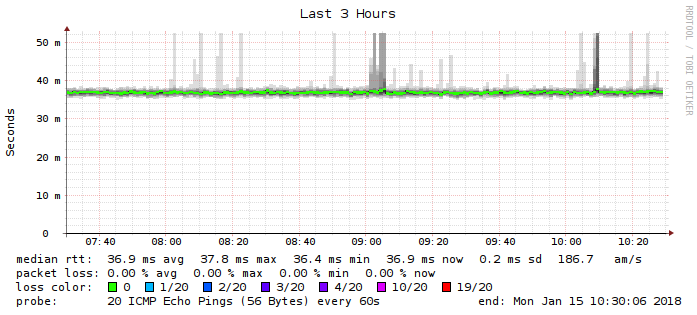 Last 3 Hours
RRDTOOL / TOBI OETIKER
Seconds
50 m
40 m
30 m
20 m
10 m
0
07:40 08:00 08:20 08:40 09:00 09:20 09:40 10:00 10:20
median rtt: 36.9 ms avg 37.8 ms max 36.4 ms min 36.9 ms now 0.2 ms sd 186.7 am/s
packet loss: 0.00 % avg 0.00 % max 0.00 % min 0.00 % now
loss color: 0 1/20 2/20 3/20 4/20 10/20 19/20
probe: 20 ICMP Echo Pings (56 Bytes) every 60s end: Mon Jan 15 10:30:06 2018